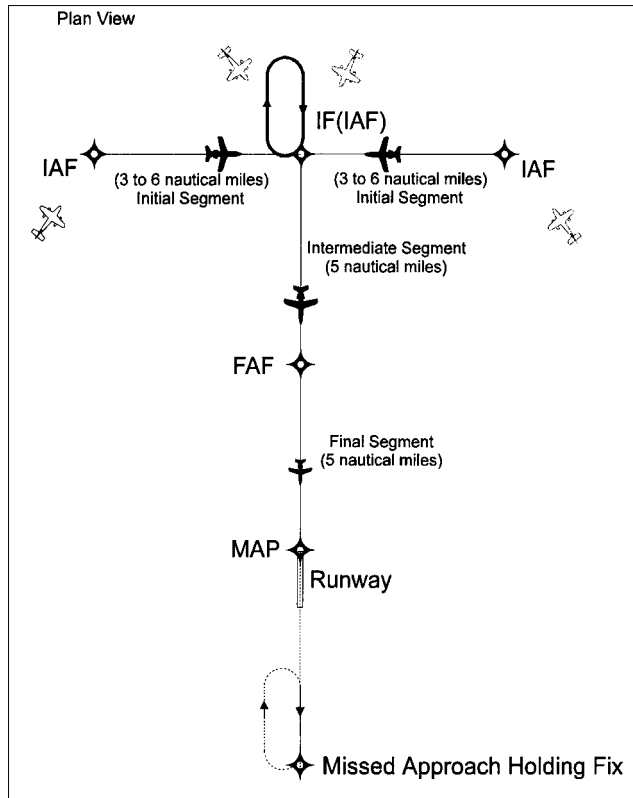 Plan View
IF(IAF)
IAF
IAF
(3 to 6 nautical miles)
Initial Segment
(3 to 6 nautical miles)
Initial Segment
Intermediate Segment
(5 nautical miles)
FAF
Final Segment
(5 nautical miles)
MAP
Runway
Missed Approach Holding Fix